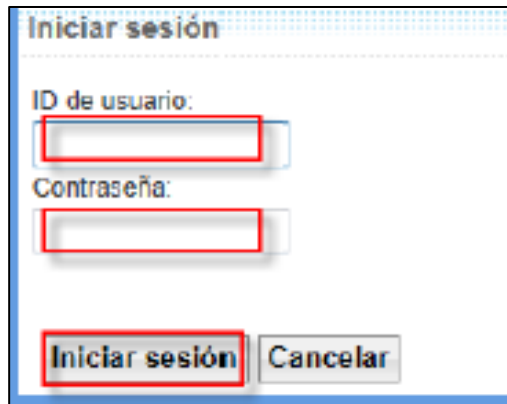 Iniciar sesión
ID de usuario:
Contraseña:
Iniciar sesión Cancelar